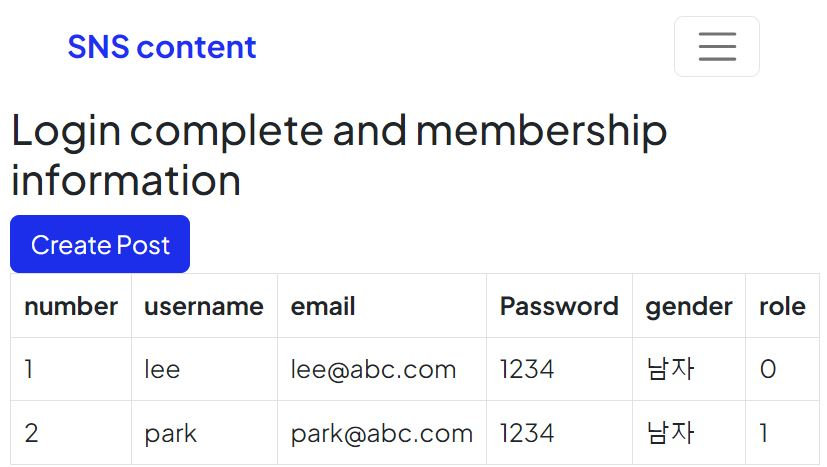 SNS content
Login complete and membership
information
Create Post
number username email Password gender role
1 lee lee@abc.com 1234 남자 0
2 park park@abc.com 1234 남자 1